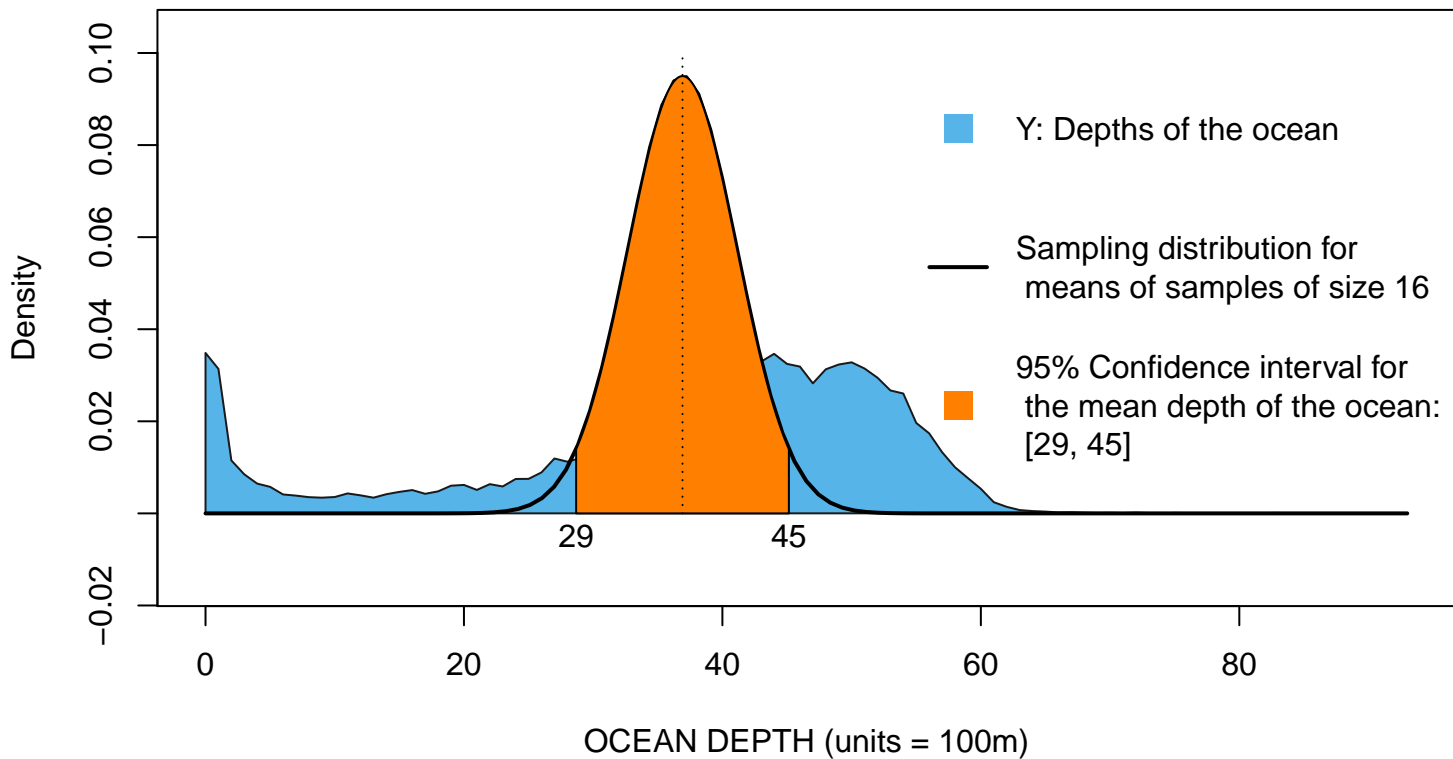 Y: Depths of the ocean
Sampling distribution for
means of samples of size 16
95% Confidence interval for
the mean depth of the ocean:
[29, 45]
Density
0.10
0.08
0.06
0.04
0.02
−0.02
29
45
0
20
40
60
80
OCEAN DEPTH (units = 100m)